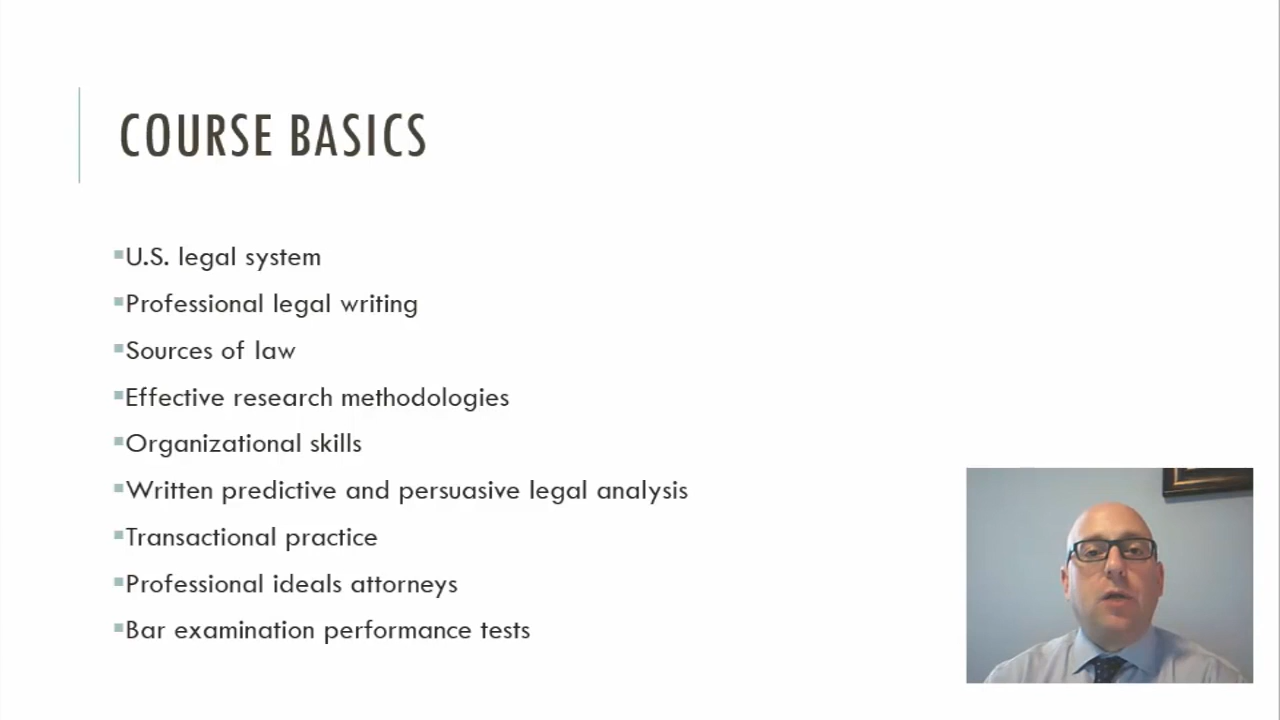 COURSE BASICS
▪U.S. legal system
▪Professional legal writing
▪Sources of law
▪Effective research methodologies
▪Organizational skills
▪Written predictive and persuasive legal analysis
▪Transactional practice
▪Professional ideals attorneys
▪Bar examination performance tests